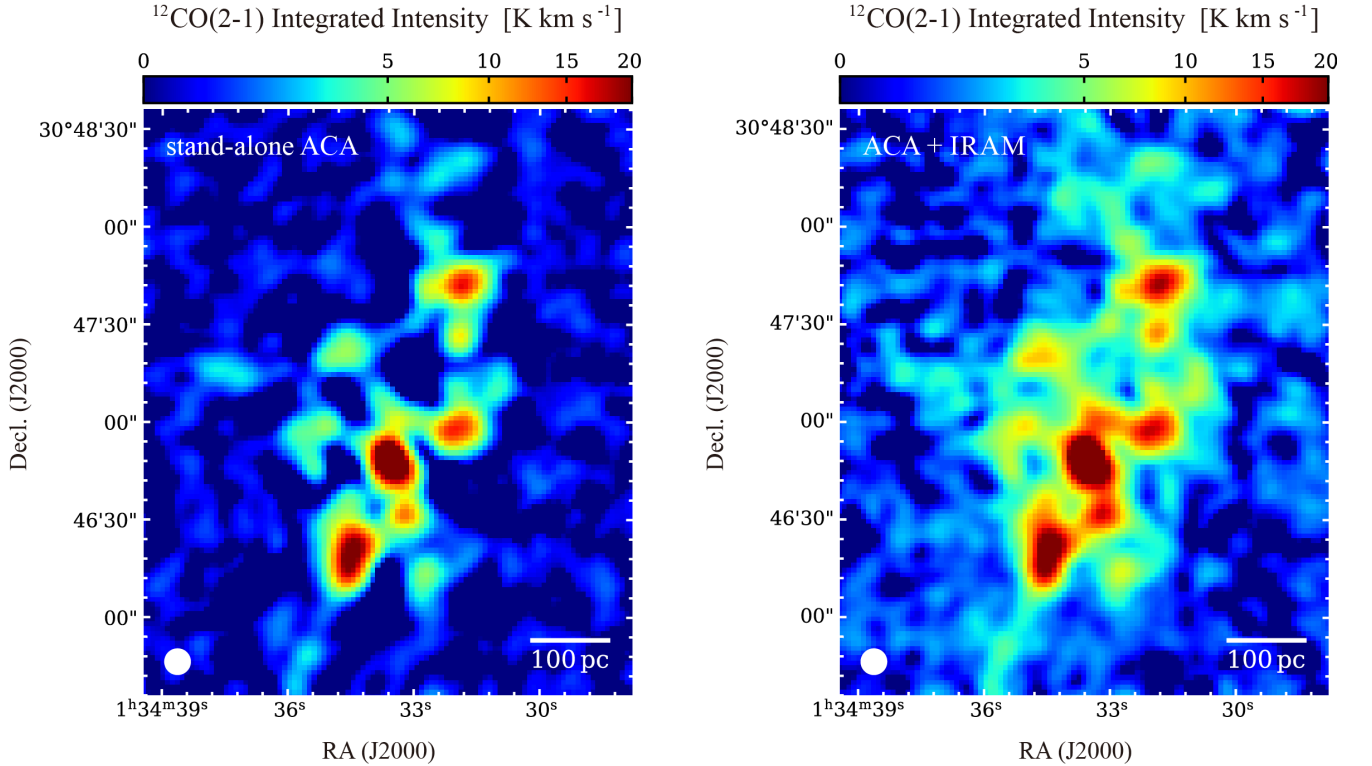 ¹²CO(2-1) Integrated Intensity [K km s⁻¹]
0 5 10 15 20
stand-alone ACA
30°48'30"
00"
47'30"
00"
46'30"
00"
Decl. (J2000)
100 pc
1ʰ34ᵐ39ˢ 36ˢ 33ˢ 30ˢ
RA (J2000)
¹²CO(2-1) Integrated Intensity [K km s⁻¹]
0 5 10 15 20
ACA + IRAM
30°48'30"
00"
47'30"
00"
46'30"
00"
Decl. (J2000)
100 pc
1ʰ34ᵐ39ˢ 36ˢ 33ˢ 30ˢ
RA (J2000)